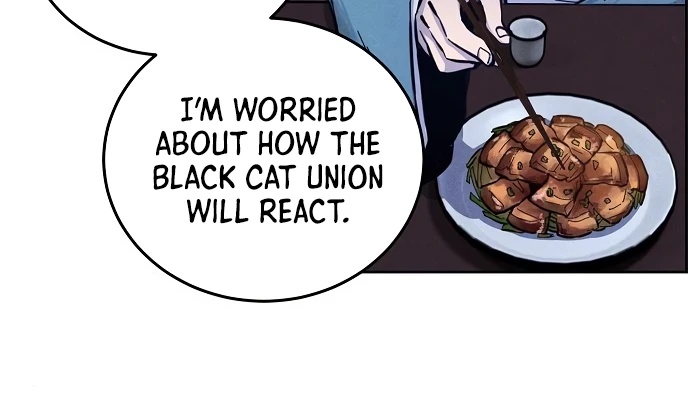 I'M WORRIED
ABOUT HOW THE
BLACK CAT UNION
WILL REACT.